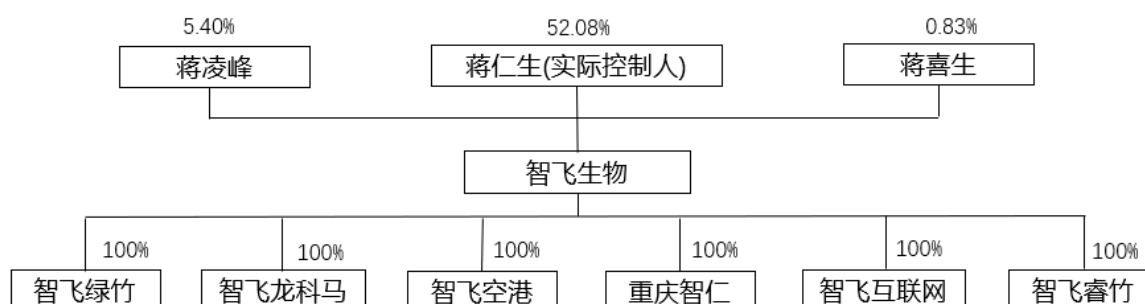 5.40%
52.08%
0.83%
蒋凌峰
蒋仁生(实际控制人)
蒋喜生
智飞生物
100%
100%
100%
100%
100%
100%
智飞绿竹
智飞龙科马
智飞空港
重庆智仁
智飞互联网
智飞睿竹